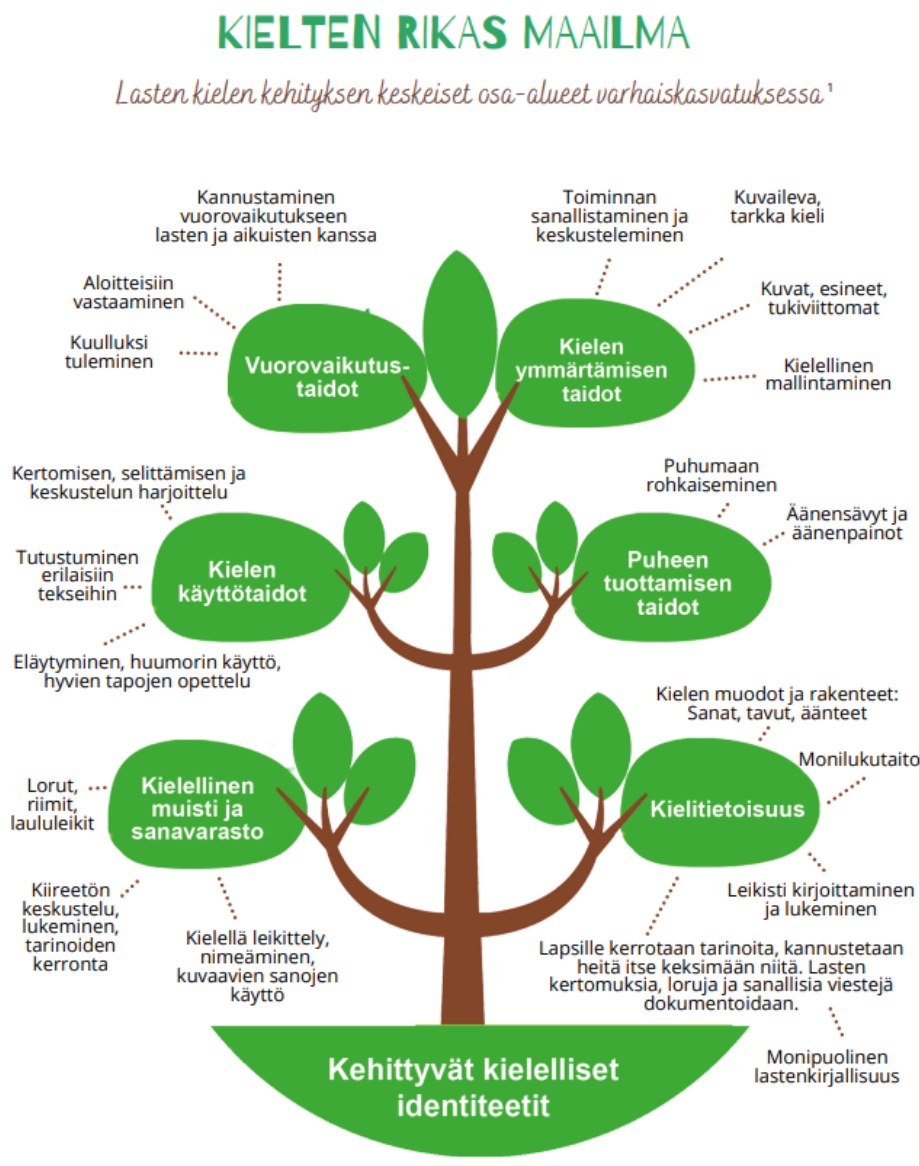 KIELTEN RIKAS MAAILMA
Lasten kielen kehityksen keskeiset osa-alueet varhaiskasvatuksessa ¹
Kannustaminen
vuorovaikutukseen
lasten ja aikuisten kanssa
Aloitteisiin
vastaaminen
Kuulluksi
tuleminen
Vuorovaikutus-
taidot
Toiminnan
sanallistaminen ja
keskusteleminen
Kuvaileva,
tarkka kieli
Kuvat, esineet,
tukiviittomat
Kielellinen
mallintaminen
Kielen
ymmärtämisen
taidot
Kertomisen, selittämisen ja
keskustelun harjoittelu
Tutustuminen
erilaisiin
tekseihin
Eläytyminen, huumorin käyttö,
hyvien tapojen opettelu
Kielen
käyttötaidot
Puhumaan
rohkaiseminen
Äänensävyt ja
äänenpainot
Puheen
tuottamisen
taidot
Lorut,
riimit,
laululeikit
Kielellinen
muisti ja
sanavarasto
Kiireetön
keskustelu,
lukeminen,
tarinoiden
kerronta
Kielellä leikittely,
nimeäminen,
kuvaavien sanojen
käyttö
Kielen muodot ja rakenteet:
Sanat, tavut, äänteet
Monilukutaito
Kielitietoisuus
Leikisti kirjoittaminen
ja lukeminen
Lapsille kerrotaan tarinoita, kannustetaan
heitä itse keksimään niitä. Lasten
kertomuksia, loruja ja sanallisia viestejä
dokumentoidaan.
Monipuolinen
lastenkirjallisuus
Kehittyvät kielelliset
identiteetit